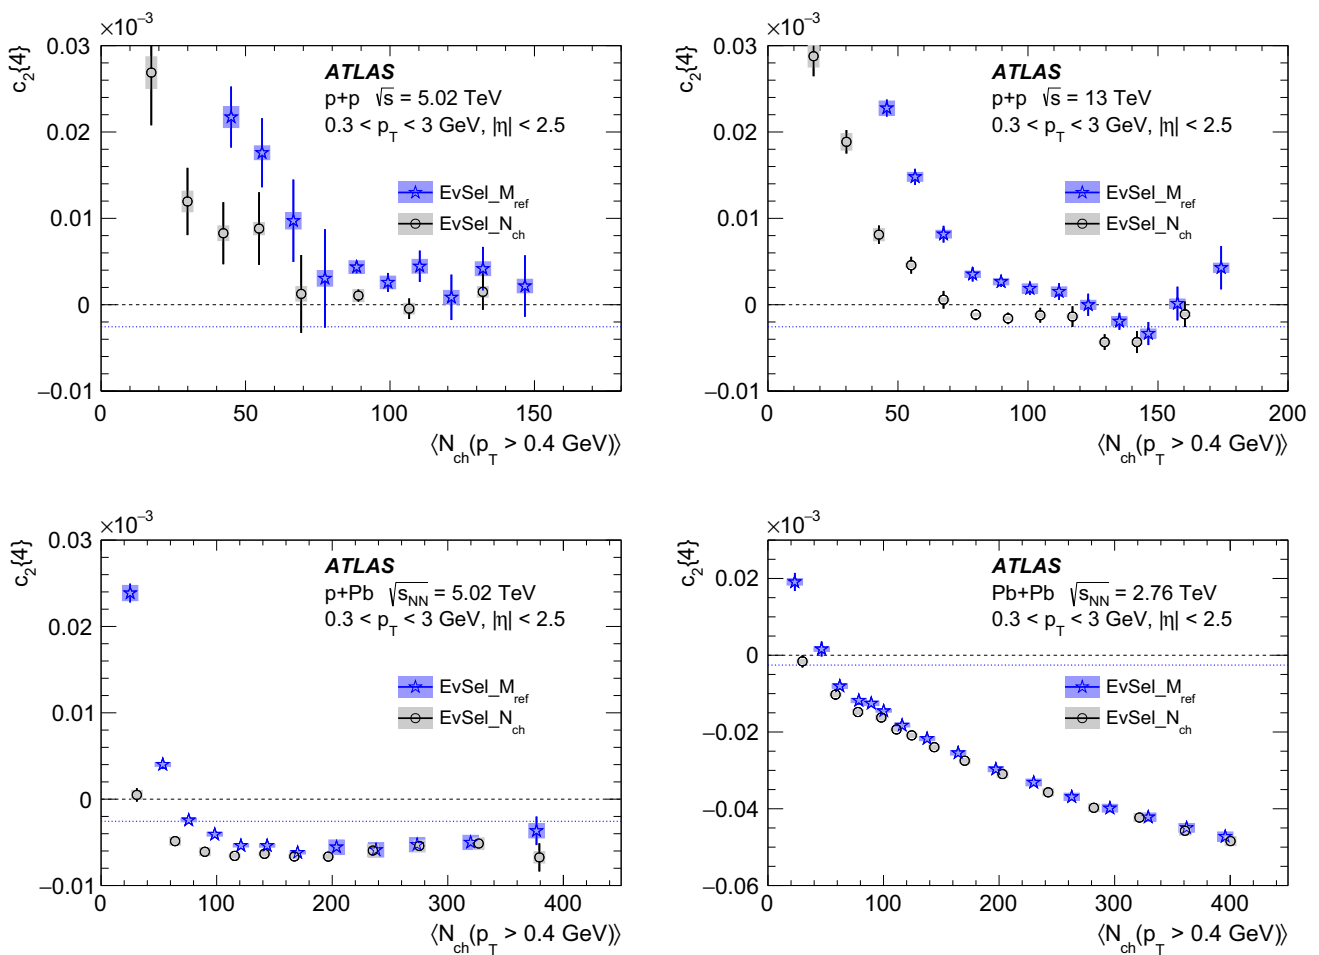 ×10⁻³
c₂{4}
0.03
0.02
0.01
0
−0.01
ATLAS
p+p √s = 5.02 TeV
0.3 < p_T < 3 GeV, |η| < 2.5
EvSel_M_ref
EvSel_N_ch
0 50 100 150
⟨N_ch(p_T > 0.4 GeV)⟩
×10⁻³
c₂{4}
0.03
0.02
0.01
0
−0.01
ATLAS
p+p √s = 13 TeV
0.3 < p_T < 3 GeV, |η| < 2.5
EvSel_M_ref
EvSel_N_ch
0 50 100 150 200
⟨N_ch(p_T > 0.4 GeV)⟩
×10⁻³
c₂{4}
0.03
0.02
0.01
0
−0.01
ATLAS
p+Pb √s_NN = 5.02 TeV
0.3 < p_T < 3 GeV, |η| < 2.5
EvSel_M_ref
EvSel_N_ch
0 100 200 300 400
⟨N_ch(p_T > 0.4 GeV)⟩
×10⁻³
c₂{4}
0.02
0
−0.02
−0.04
−0.06
ATLAS
Pb+Pb √s_NN = 2.76 TeV
0.3 < p_T < 3 GeV, |η| < 2.5
EvSel_M_ref
EvSel_N_ch
0 100 200 300 400
⟨N_ch(p_T > 0.4 GeV)⟩